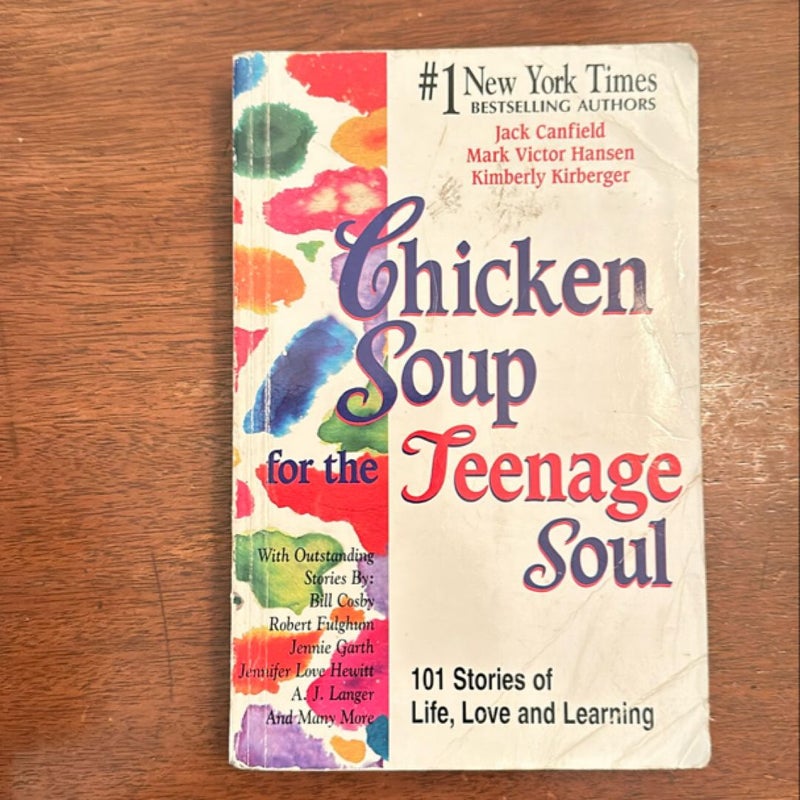 #1 New York Times
BESTSELLING AUTHORS
Jack Canfield
Mark Victor Hansen
Kimberly Kirberger
Chicken
Soup
for the Teenage
Soul
With Outstanding
Stories By:
Bill Cosby
Robert Fulghum
Jennie Garth
Jennifer Love Hewitt
A. J. Langer
And Many More
101 Stories of
Life, Love and Learning